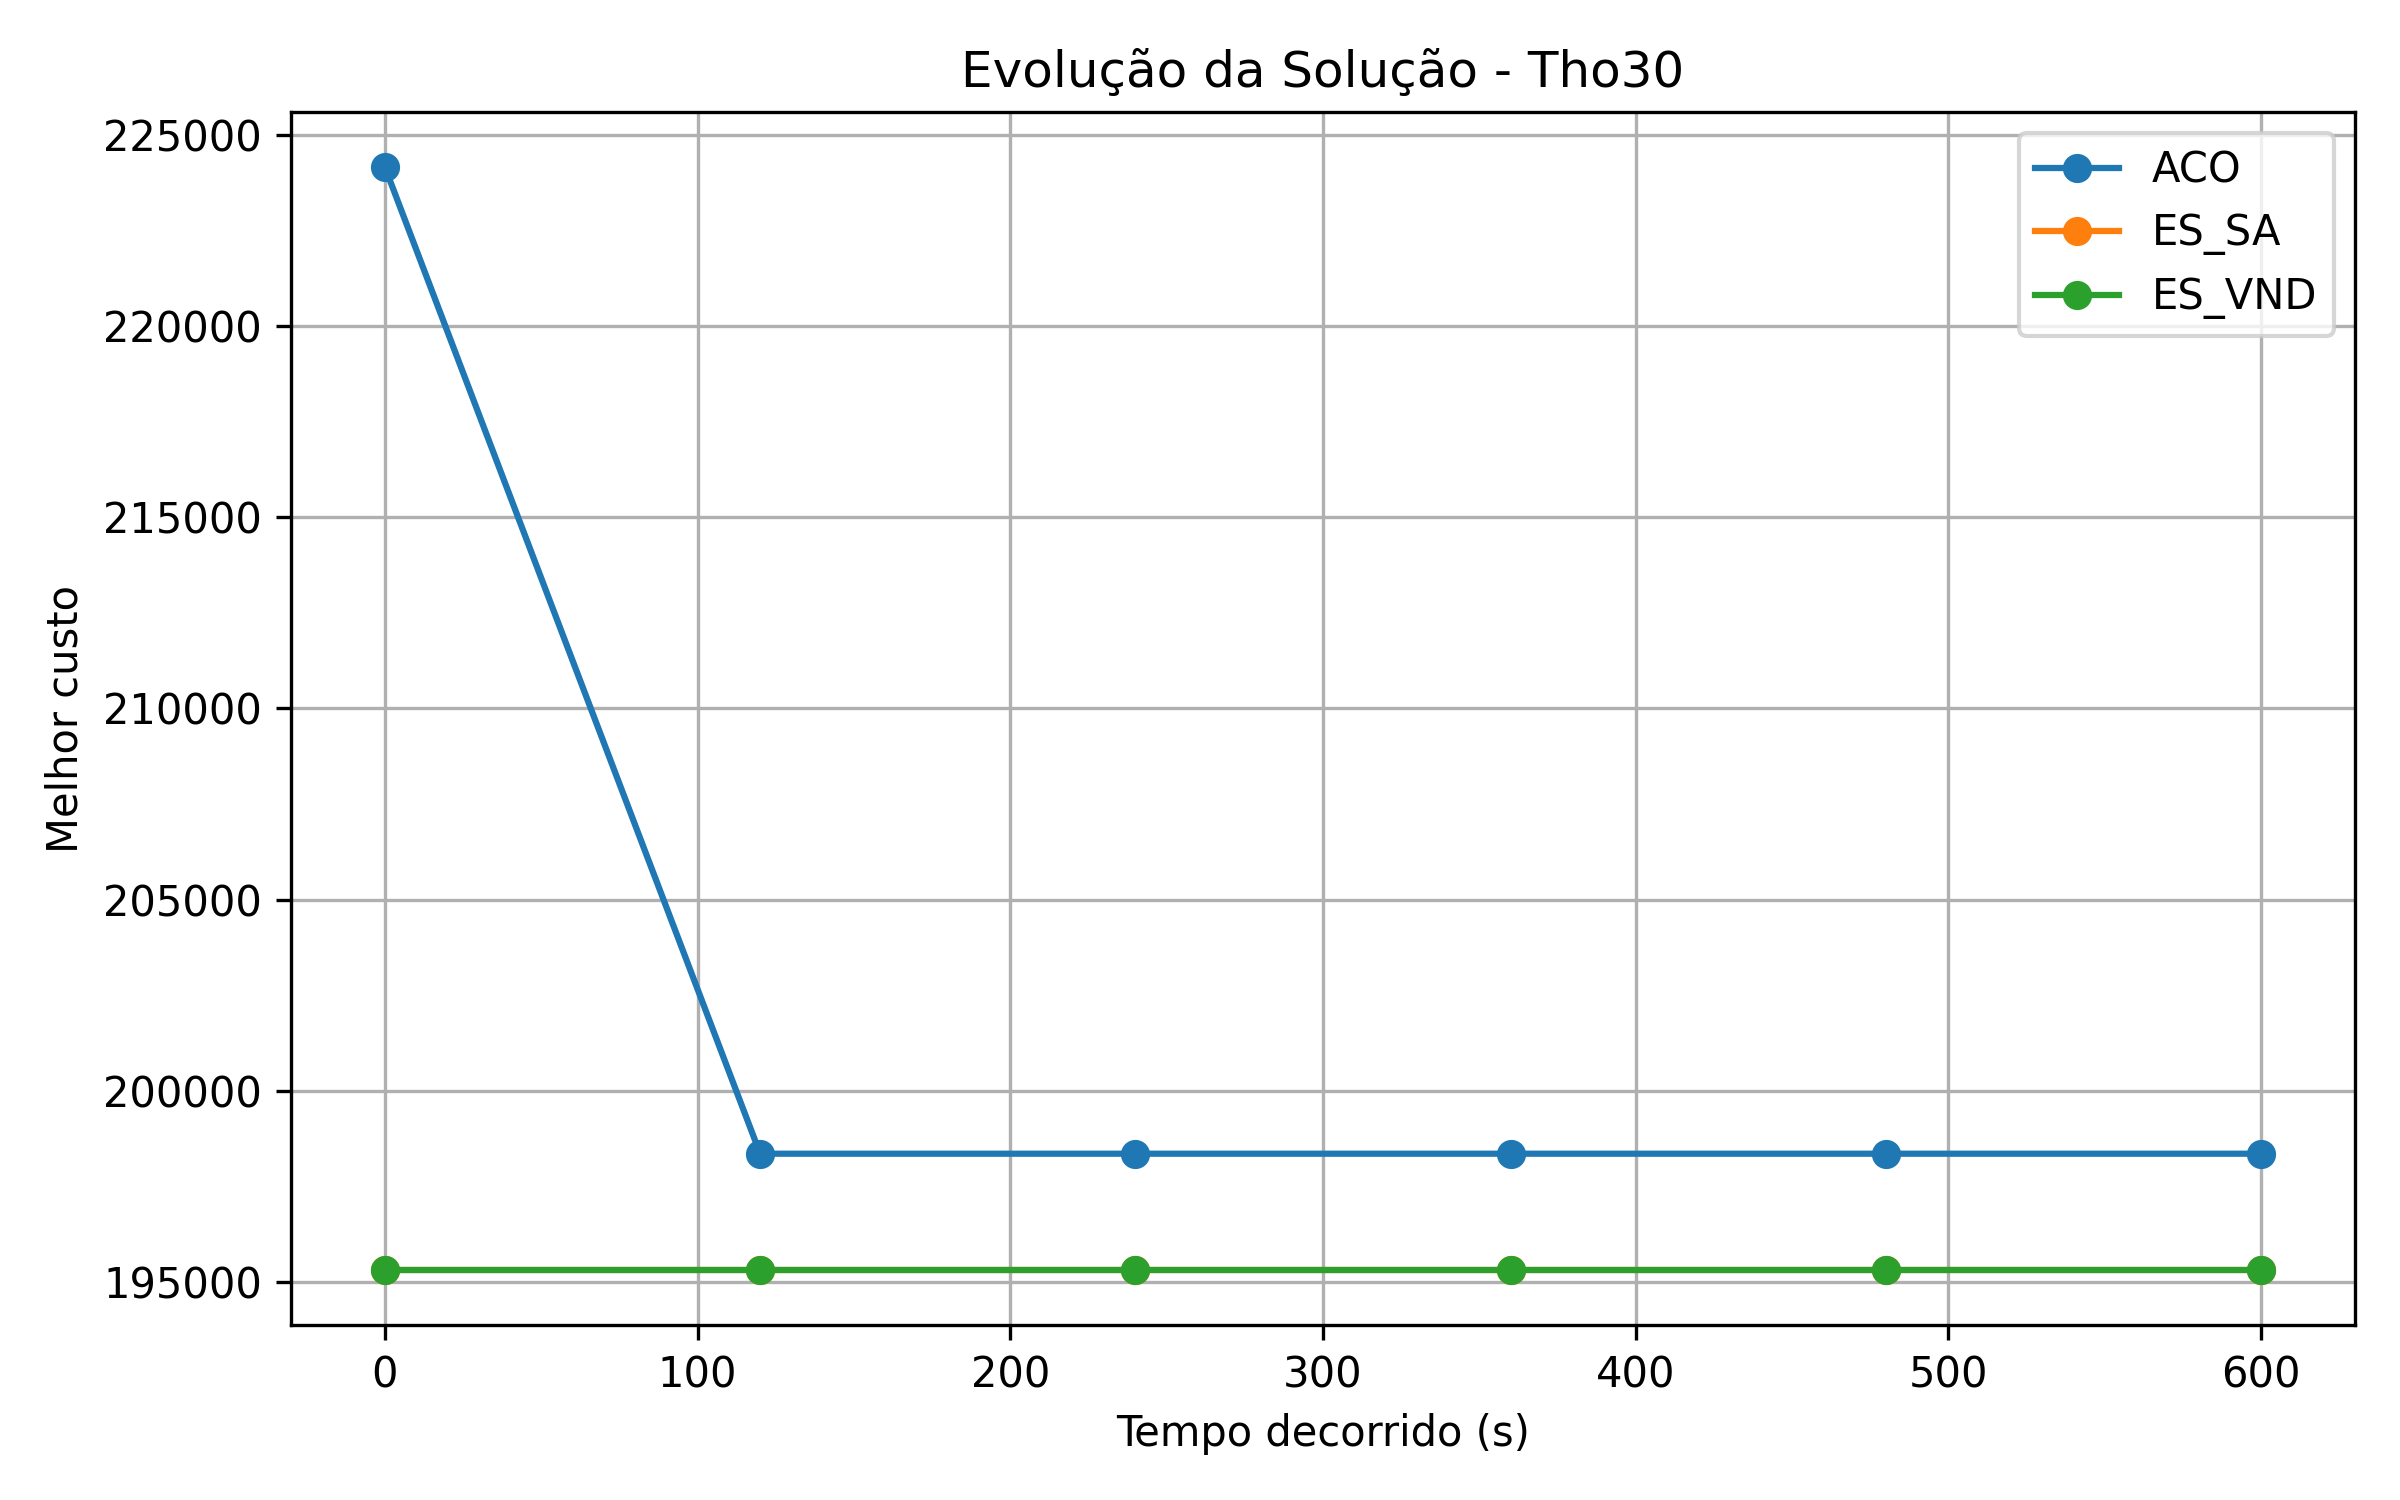 Evolução da Solução - Tho30
225000
220000
215000
210000
205000
200000
195000
Melhor custo
ACO
ES_SA
ES_VND
0 100 200 300 400 500 600
Tempo decorrido (s)